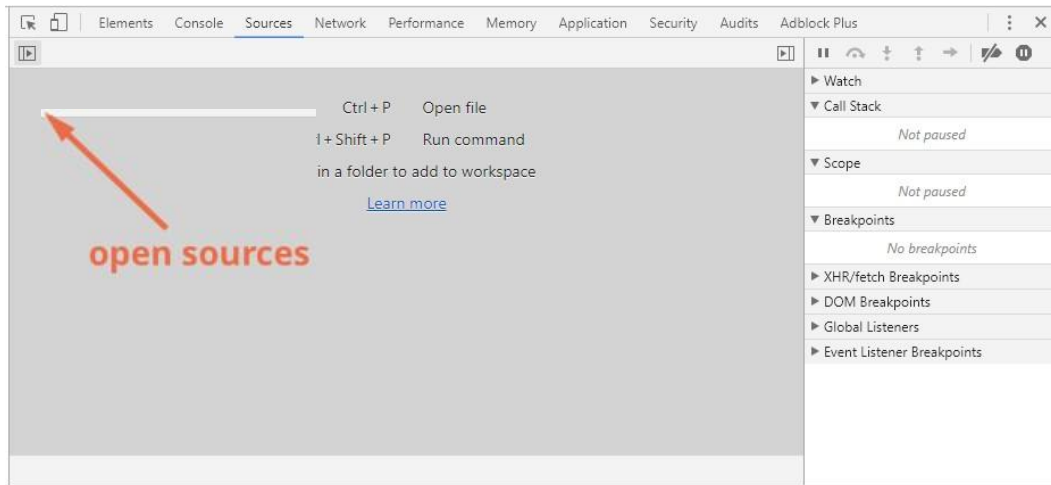 Elements Console Sources Network Performance Memory Application Security Audits Adblock Plus
Watch
Call Stack
Not paused
Scope
Not paused
Breakpoints
No breakpoints
XHR/fetch Breakpoints
DOM Breakpoints
Global Listeners
Event Listener Breakpoints
Ctrl + P Open file
+ Shift + P Run command
in a folder to add to workspace
Learn more
open sources